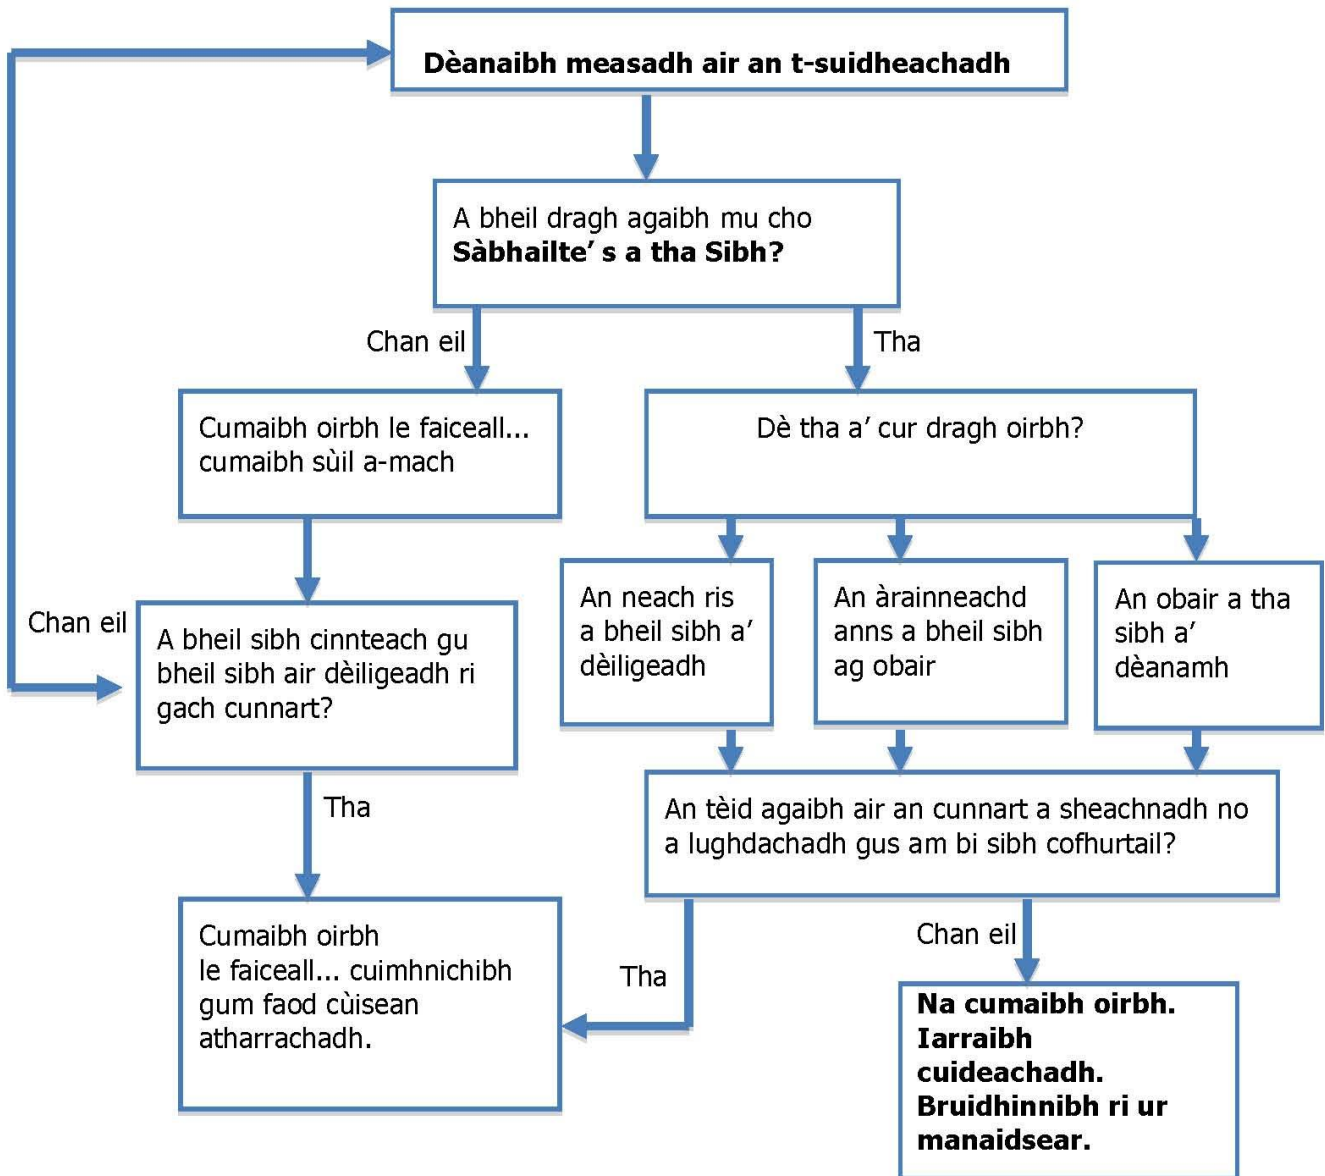 Dèanaibh measadh air an t-suidheachadh
A bheil dragh agaibh mu cho
Sàbhailte' s a tha Sibh?
Chan eil
Tha
Cumaibh oirbh le faiceall...
cumaibh sùil a-mach
Dè tha a' cur dragh oirbh?
Chan eil
A bheil sibh cinnteach gu
bheil sibh air dèiligeadh ri
gach cunnart?
An neach ris
a bheil sibh a'
dèiligeadh
An àrainneachd
anns a bheil sibh
ag obair
An obair a tha
sibh a'
dèanamh
Tha
An tèid agaibh air an cunnart a sheachnadh no
a lughdachadh gus am bi sibh cofhurtail?
Cumaibh oirbh
le faiceall... cuimhnichibh
gum faod cùisean
atharrachadh.
Tha
Chan eil
Na cumaibh oirbh.
Iarraibh
cuideachadh.
Bruidhinnibh ri ur
manaidsear.